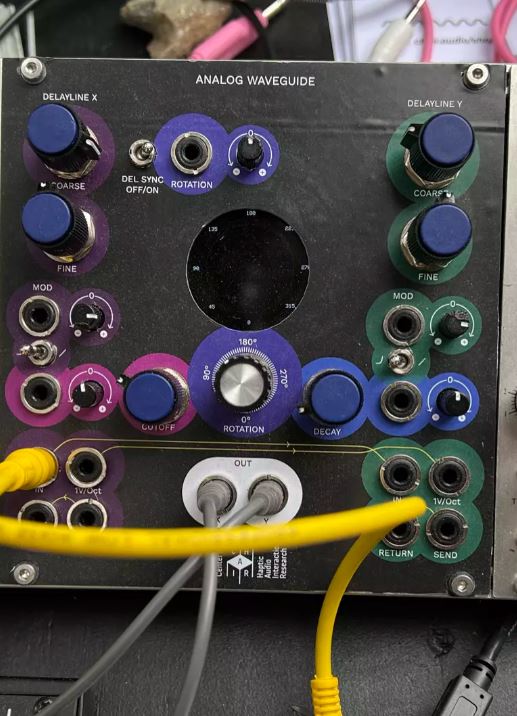 ANALOG WAVEGUIDE
DELAYLINE X
DELAYLINE Y
DEL SYNC
OFF/ON
ROTATION
0
- +
COARSE
COARSE
FINE
FINE
180
135
90
45
0
315
MOD
0
- +
MOD
0
- +
0
- +
CUTOFF
180°
90°
270°
0°
ROTATION
DECAY
0
- +
IN
1V/Oct
OUT
IN
1V/Oct
RETURN
SEND
Haptic
Audio
Interaction
Research